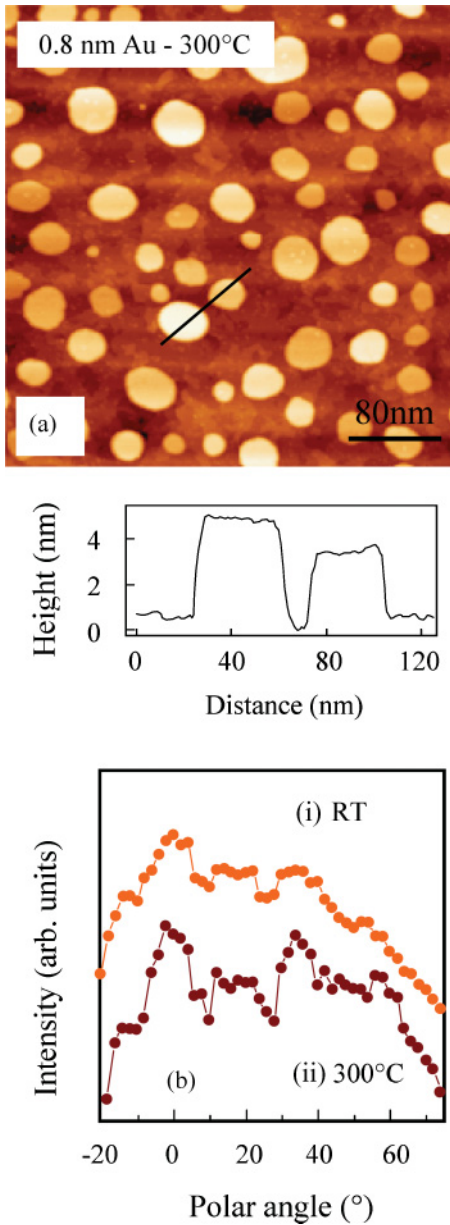 0.8 nm Au - 300°C
(a)
80nm
Height (nm)
4
2
0
0 40 80 120
Distance (nm)
Intensity (arb. units)
(i) RT
(b)
(ii) 300°C
-20 0 20 40 60
Polar angle (°)